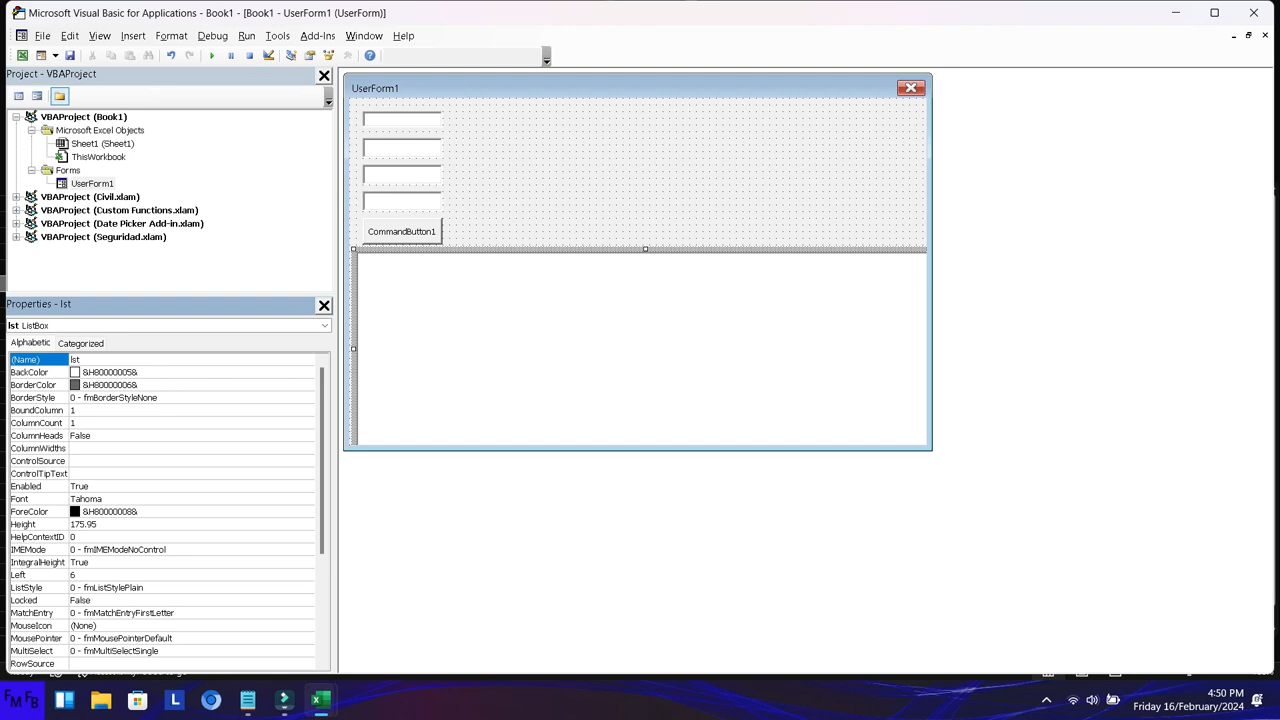 Microsoft Visual Basic for Applications - Book1 - [Book1 - UserForm1 (UserForm)]
File Edit View Insert Format Debug Run Tools Add-Ins Window Help
Project - VBAProject
VBAProject (Book1)
Microsoft Excel Objects
Sheet1 (Sheet1)
ThisWorkbook
Forms
UserForm1
VBAProject (Civil.xlam)
VBAProject (Custom Functions.xlam)
VBAProject (Date Picker Add-in.xlam)
VBAProject (Seguridad.xlam)
Properties - lst
lst ListBox
Alphabetic Categorized
(Name) lst
BackColor &H80000005&
BorderColor &H80000006&
BorderStyle 0 - fmBorderStyleNone
BoundColumn 1
ColumnCount 1
ColumnHeads False
ColumnWidths
ControlSource
ControlTipText
Enabled True
Font Tahoma
ForeColor &H80000008&
Height 175.95
HelpContextID 0
IMEMode 0 - fmIMEModeNoControl
IntegralHeight True
Left 6
ListStyle 0 - fmListStylePlain
Locked False
MatchEntry 0 - fmMatchEntryFirstLetter
MouseIcon (None)
MousePointer 0 - fmMousePointerDefault
MultiSelect 0 - fmMultiSelectSingle
RowSource
UserForm1
CommandButton1
FMFB
L
4:50 PM
Friday 16/February/2024